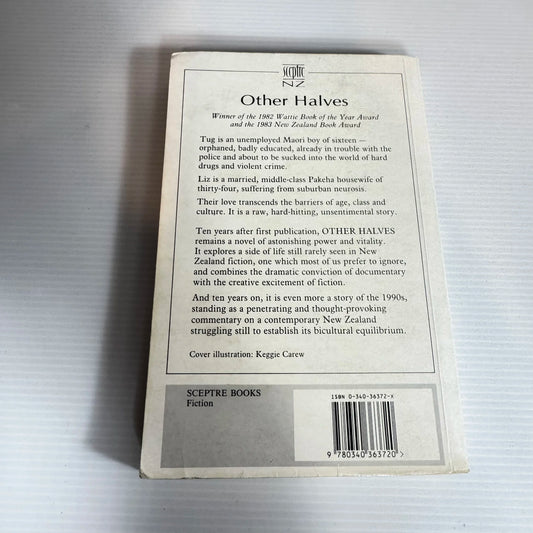 sceptre
NZ
Other Halves
Winner of the 1982 Wattie Book of the Year Award
and the 1983 New Zealand Book Award
Tug is an unemployed Maori boy of sixteen —
orphaned, badly educated, already in trouble with the
police and about to be sucked into the world of hard
drugs and violent crime.
Liz is a married, middle-class Pakeha housewife of
thirty-four, suffering from suburban neurosis.
Their love transcends the barriers of age, class and
culture. It is a raw, hard-hitting, unsentimental story.
Ten years after first publication, OTHER HALVES
remains a novel of astonishing power and vitality.
It explores a side of life still rarely seen in New
Zealand fiction, one which most of us prefer to ignore,
and combines the dramatic conviction of documentary
with the creative excitement of fiction.
And ten years on, it is even more a story of the 1990s,
standing as a penetrating and thought-provoking
commentary on a contemporary New Zealand
struggling still to establish its bicultural equilibrium.
Cover illustration: Keggie Carew
SCEPTRE BOOKS
Fiction
ISBN 0-340-36372-X
9 780340 363720 >